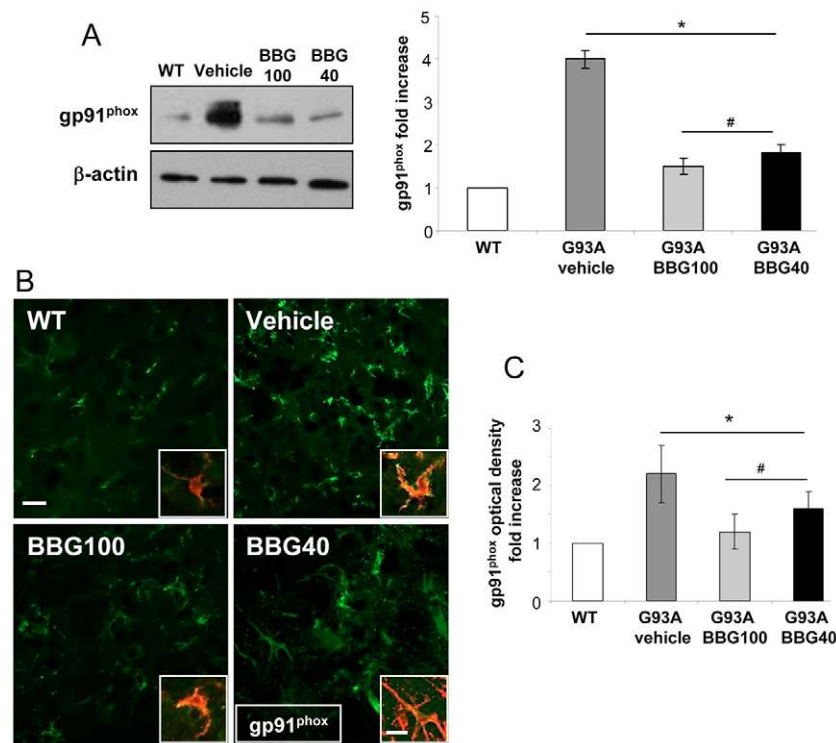 A
WT Vehicle BBG 100 BBG 40
gp91phox
β-actin
gp91phox fold increase
5
4
3
2
1
0
*
#
WT
G93A vehicle
G93A BBG100
G93A BBG40
B
WT
Vehicle
BBG100
BBG40
gp91phox
C
gp91phox optical density
fold increase
3
2
1
0
*
#
WT
G93A vehicle
G93A BBG100
G93A BBG40